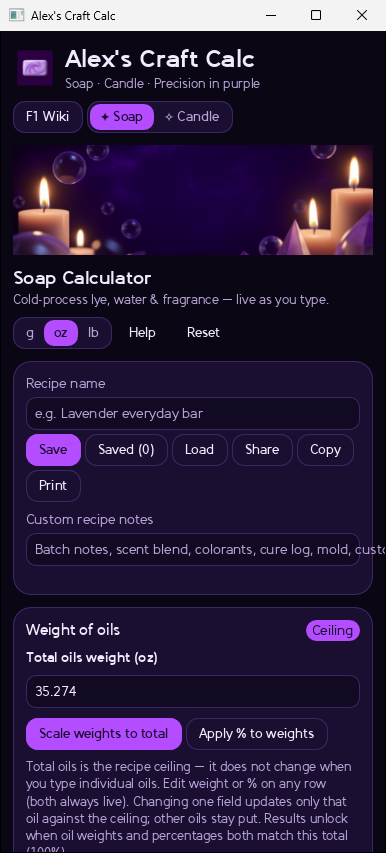 Alex's Craft Calc
Alex's Craft Calc
Soap · Candle · Precision in purple
F1 Wiki
✦ Soap
✧ Candle
Soap Calculator
Cold-process lye, water & fragrance — live as you type.
g oz lb Help Reset
Recipe name
e.g. Lavender everyday bar
Save Saved (0) Load Share Copy
Print
Custom recipe notes
Batch notes, scent blend, colorants, cure log, mold, custo
Weight of oils Ceiling
Total oils weight (oz)
35.274
Scale weights to total Apply % to weights
Total oils is the recipe ceiling — it does not change when
you type individual oils. Edit weight or % on any row
(both always live). Changing one field updates only that
oil against the ceiling; other oils stay put. Results unlock
when oil weights and percentages both match this total
(100%)